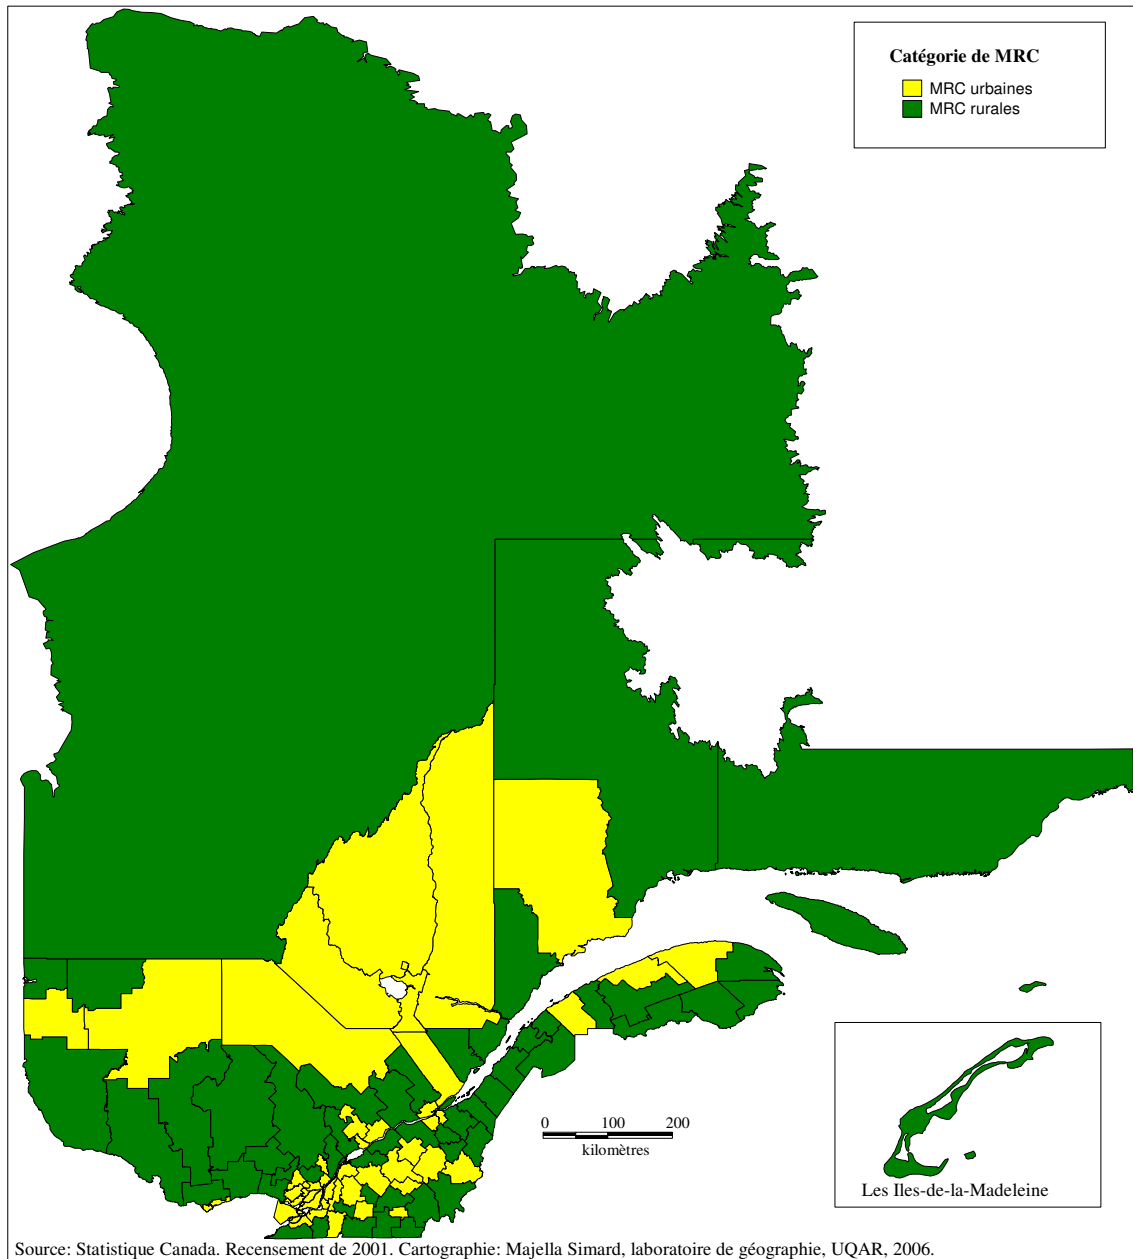 Catégorie de MRC
MRC urbaines
MRC rurales
0 100 200
kilomètres
Les Iles-de-la-Madeleine
Source: Statistique Canada. Recensement de 2001. Cartographie: Majella Simard, laboratoire de géographie, UQAR, 2006.